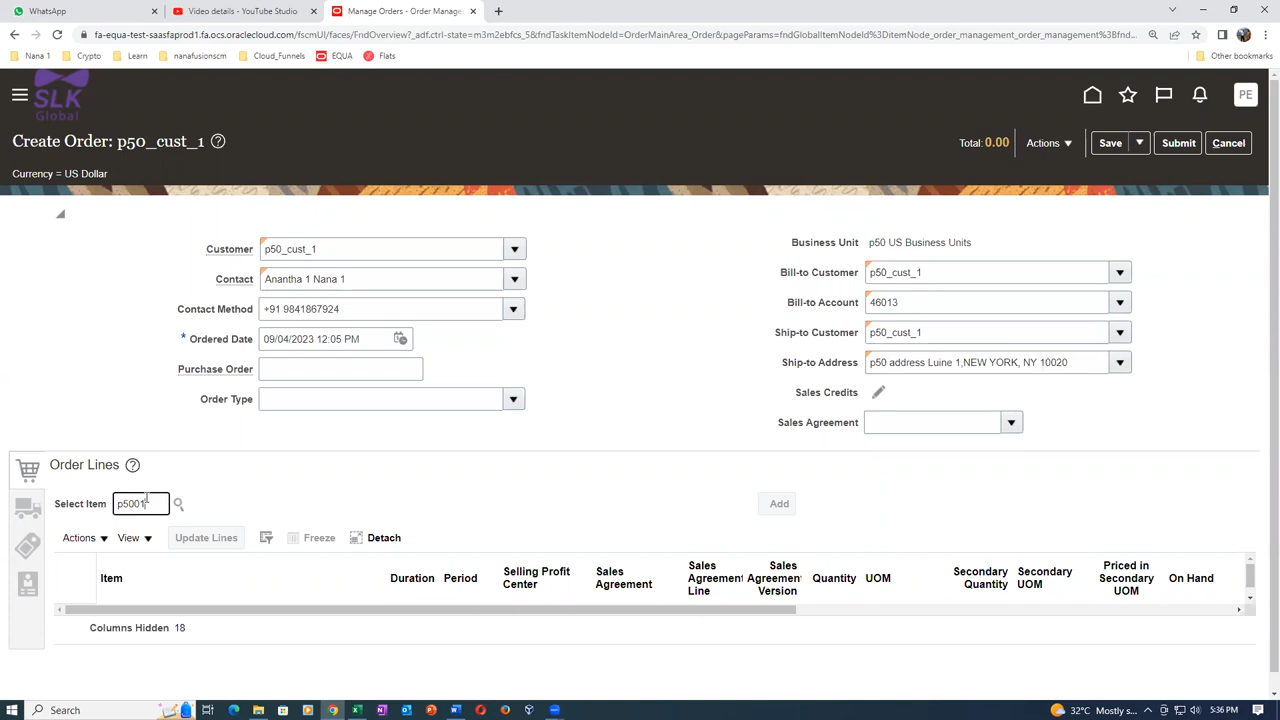 WhatsApp
Video details - YouTube Studio
Manage Orders - Order Manage
fa-equa-test-saasfaprod1.fa.ocs.oraclecloud.com/fscmUI/faces/FndOverview?_adf.ctrl-state=m3m2ebfcs_5&fndTaskItemNodeId=OrderMainArea_Order&pageParams=fndGlobalItemNodeId%3DitemNode_order_management_order_management%3Bfnd...
Nana 1
Crypto
Learn
nanafusionscm
Cloud_Funnels
EQUA
Flats
Other bookmarks
SLK
Global
PE
Create Order: p50_cust_1
Total: 0.00
Actions
Save
Submit
Cancel
Currency = US Dollar
Customer p50_cust_1
Contact Anantha 1 Nana 1
Contact Method +91 9841867924
* Ordered Date 09/04/2023 12:05 PM
Purchase Order
Order Type
Business Unit p50 US Business Units
Bill-to Customer p50_cust_1
Bill-to Account 46013
Ship-to Customer p50_cust_1
Ship-to Address p50 address Luine 1,NEW YORK, NY 10020
Sales Credits
Sales Agreement
Order Lines
Select Item p5001
Add
Actions View Update Lines Freeze Detach
Item
Duration
Period
Selling Profit
Center
Sales
Agreement
Sales
Agreement
Line
Sales
Agreement
Version
Quantity
UOM
Secondary
Quantity
Secondary
UOM
Priced in
Secondary
UOM
On Hand
Columns Hidden 18
Search
32°C Mostly s...
5:36 PM